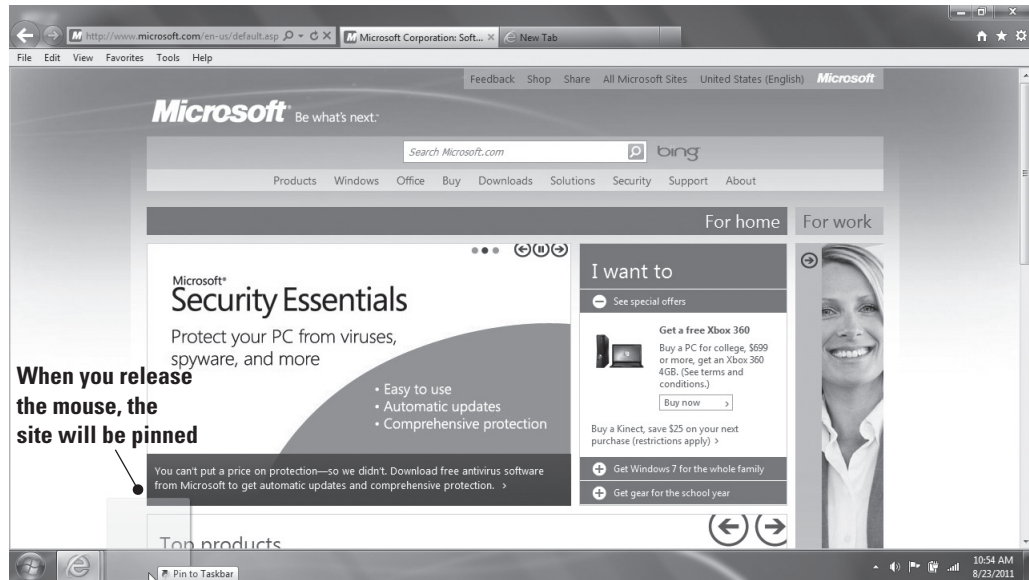 http://www.microsoft.com/en-us/default.asp
Microsoft Corporation: Soft...
New Tab
File Edit View Favorites Tools Help
Feedback Shop Share All Microsoft Sites United States (English) Microsoft
Microsoft Be what's next.
Search Microsoft.com
bing
Products Windows Office Buy Downloads Solutions Security Support About
For home
For work
Microsoft®
Security Essentials
Protect your PC from viruses,
spyware, and more
• Easy to use
• Automatic updates
• Comprehensive protection
You can't put a price on protection—so we didn't. Download free antivirus software
from Microsoft to get automatic updates and comprehensive protection. >
I want to
See special offers
Get a free Xbox 360
Buy a PC for college, $699
or more, get an Xbox 360
4GB. (See terms and
conditions.)
Buy now >
Buy a Kinect, save $25 on your next
purchase (restrictions apply) >
Get Windows 7 for the whole family
Get gear for the school year
When you release
the mouse, the
site will be pinned
Top products
Pin to Taskbar
10:54 AM
8/23/2011